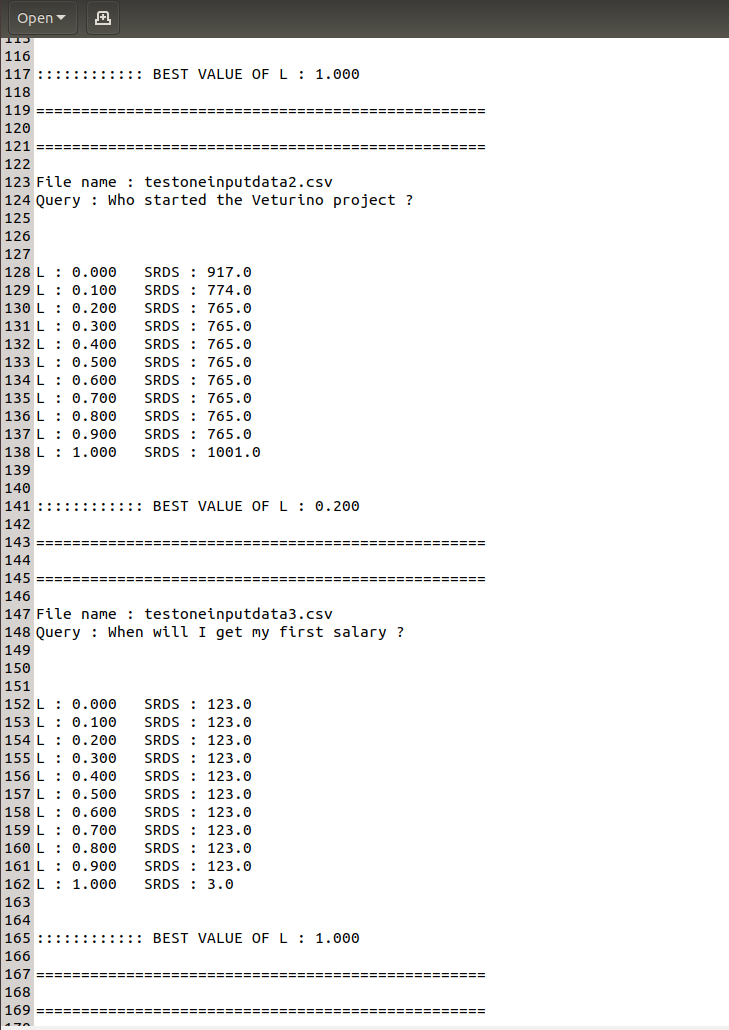 Open
115
116
117 :::::::::::: BEST VALUE OF L : 1.000
118
119 ==================================================
120
121 ==================================================
122
123 File name : testoneinputdata2.csv
124 Query : Who started the Veturino project ?
125
126
127
128 L : 0.000   SRDS : 917.0
129 L : 0.100   SRDS : 774.0
130 L : 0.200   SRDS : 765.0
131 L : 0.300   SRDS : 765.0
132 L : 0.400   SRDS : 765.0
133 L : 0.500   SRDS : 765.0
134 L : 0.600   SRDS : 765.0
135 L : 0.700   SRDS : 765.0
136 L : 0.800   SRDS : 765.0
137 L : 0.900   SRDS : 765.0
138 L : 1.000   SRDS : 1001.0
139
140
141 :::::::::::: BEST VALUE OF L : 0.200
142
143 ==================================================
144
145 ==================================================
146
147 File name : testoneinputdata3.csv
148 Query : When will I get my first salary ?
149
150
151
152 L : 0.000   SRDS : 123.0
153 L : 0.100   SRDS : 123.0
154 L : 0.200   SRDS : 123.0
155 L : 0.300   SRDS : 123.0
156 L : 0.400   SRDS : 123.0
157 L : 0.500   SRDS : 123.0
158 L : 0.600   SRDS : 123.0
159 L : 0.700   SRDS : 123.0
160 L : 0.800   SRDS : 123.0
161 L : 0.900   SRDS : 123.0
162 L : 1.000   SRDS : 3.0
163
164
165 :::::::::::: BEST VALUE OF L : 1.000
166
167 ==================================================
168
169 ==================================================
170